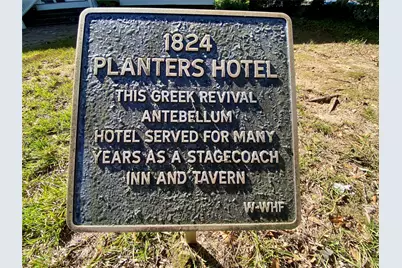 1824
PLANTERS HOTEL
THIS GREEK REVIVAL
ANTEBELLUM
HOTEL SERVED FOR MANY
YEARS AS A STAGECOACH
INN AND TAVERN
W-WHF